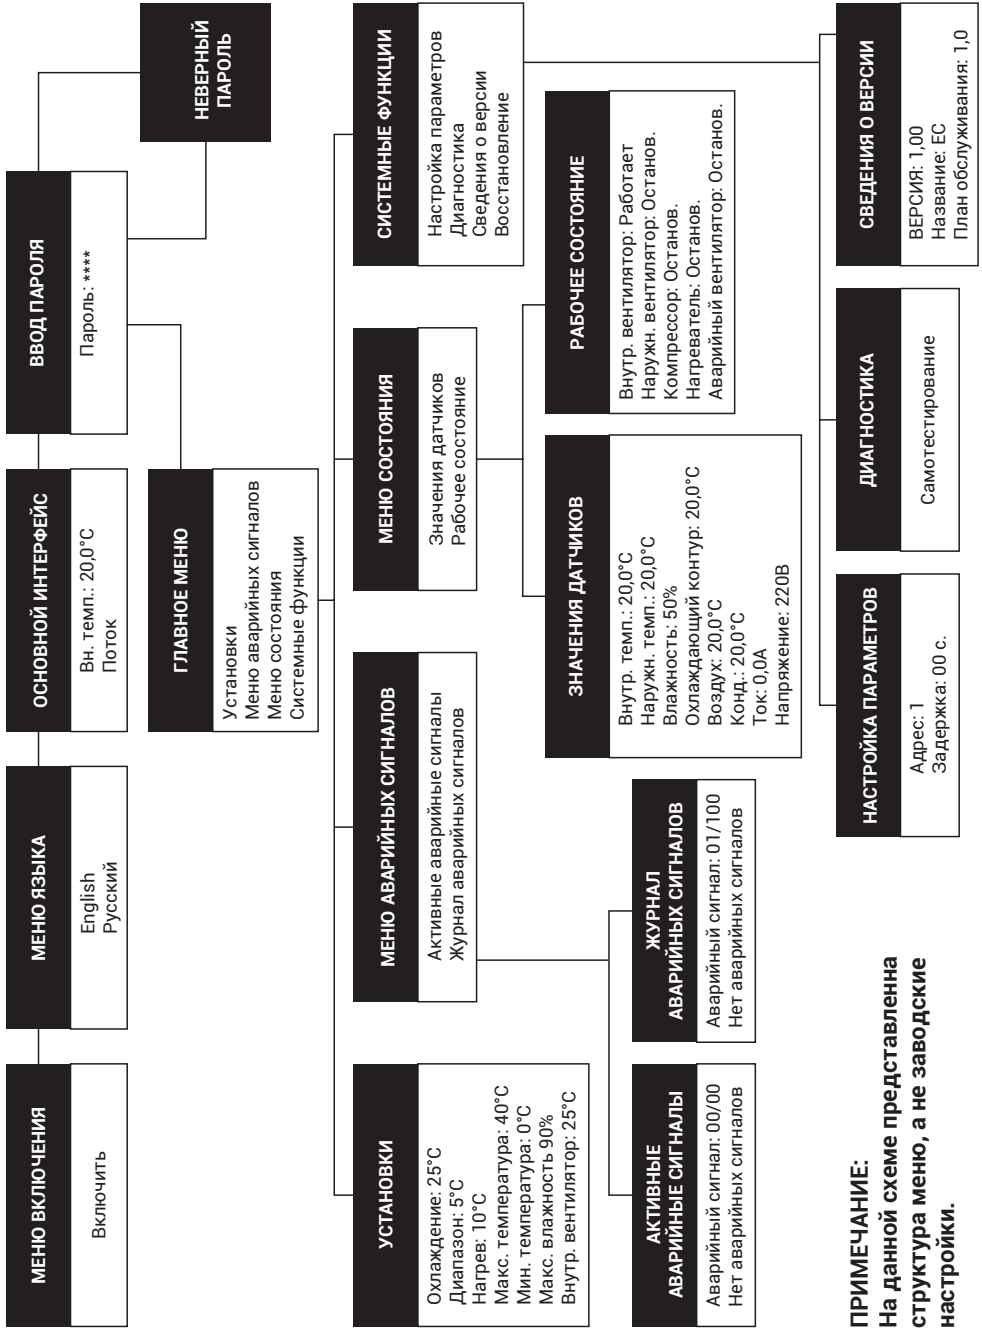 МЕНЮ ВКЛЮЧЕНИЯ
Включить
МЕНЮ ЯЗЫКА
English
Русский
ОСНОВНОЙ ИНТЕРФЕЙС
Вн. темп.: 20,0°C
Поток
ВВОД ПАРОЛЯ
Пароль: ****
НЕВЕРНЫЙ
ПАРОЛЬ
ГЛАВНОЕ МЕНЮ
Установки
Меню аварийных сигналов
Меню состояния
Системные функции
УСТАНОВКИ
Охлаждение: 25°C
Диапазон: 5°C
Нагрев: 10°C
Макс. температура: 40°C
Мин. температура: 0°C
Макс. влажность 90%
Внутр. вентилятор: 25°C
МЕНЮ АВАРИЙНЫХ СИГНАЛОВ
Активные аварийные сигналы
Журнал аварийных сигналов
МЕНЮ СОСТОЯНИЯ
Значения датчиков
Рабочее состояние
СИСТЕМНЫЕ ФУНКЦИИ
Настройка параметров
Диагностика
Сведения о версии
Восстановление
АКТИВНЫЕ
АВАРИЙНЫЕ СИГНАЛЫ
Аварийный сигнал: 00/00
Нет аварийных сигналов
ЖУРНАЛ
АВАРИЙНЫХ СИГНАЛОВ
Аварийный сигнал: 01/100
Нет аварийных сигналов
ЗНАЧЕНИЯ ДАТЧИКОВ
Внутр. темп.: 20,0°C
Наружн. темп.: 20,0°C
Влажность: 50%
Охлаждающий контур: 20,0°C
Воздух: 20,0°C
Конд.: 20,0°C
Ток: 0,0А
Напряжение: 220В
РАБОЧЕЕ СОСТОЯНИЕ
Внутр. вентилятор: Работает
Наружн. вентилятор: Останов.
Компрессор: Останов.
Нагреватель: Останов.
Аварийный вентилятор: Останов.
НАСТРОЙКА ПАРАМЕТРОВ
Адрес: 1
Задержка: 00 с.
ДИАГНОСТИКА
Самотестирование
СВЕДЕНИЯ О ВЕРСИИ
ВЕРСИЯ: 1,00
Название: ЕС
План обслуживания: 1,0
ПРИМЕЧАНИЕ:
На данной схеме представленна
структура меню, а не заводские
настройки.